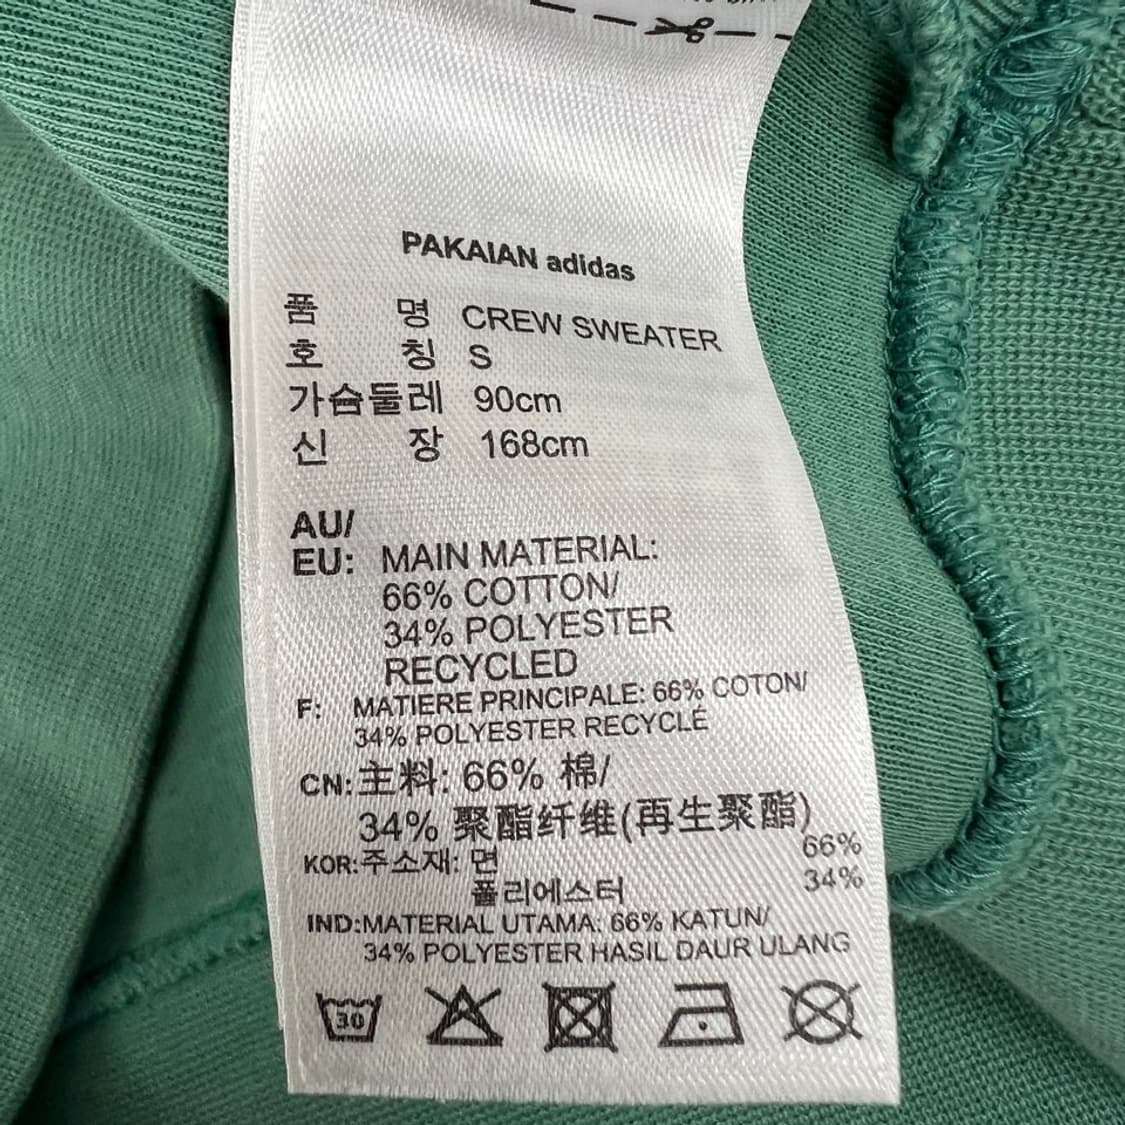 PAKAIAN adidas
품 명 CREW SWEATER
호 칭 S
가슴둘레 90cm
신 장 168cm
AU/
EU: MAIN MATERIAL:
66% COTTON/
34% POLYESTER
RECYCLED
F: MATIERE PRINCIPALE: 66% COTON/
34% POLYESTER RECYCLÉ
CN: 主料: 66% 棉/
34% 聚酯纤维(再生聚酯)
KOR: 주소재: 면 66%
폴리에스터 34%
IND: MATERIAL UTAMA: 66% KATUN/
34% POLYESTER HASIL DAUR ULANG
30